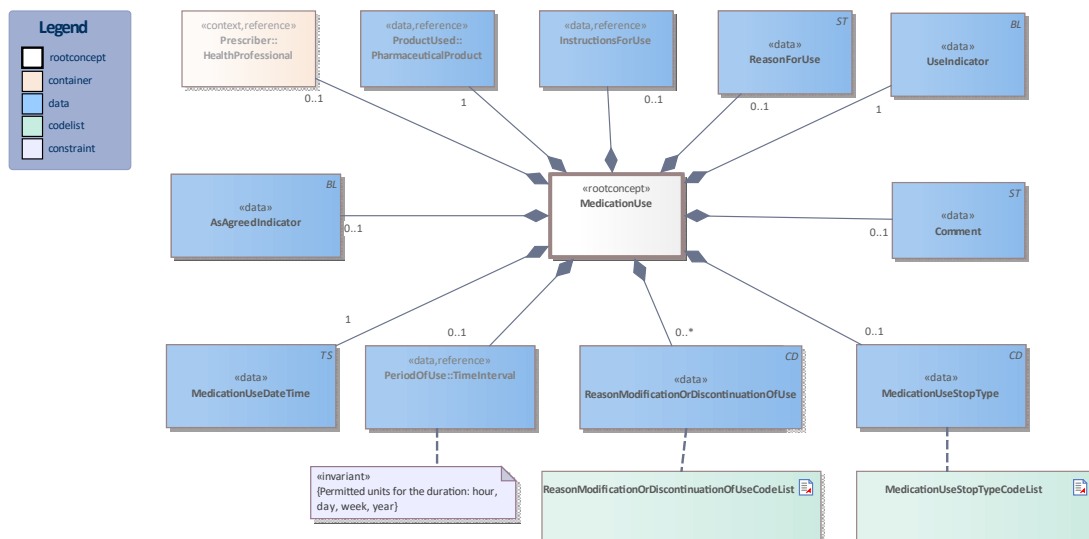 Legend
rootconcept
container
data
codelist
constraint
«context,reference»
Prescriber::
HealthProfessional
«data,reference»
ProductUsed::
PharmaceuticalProduct
«data,reference»
InstructionsForUse
ST
«data»
ReasonForUse
BL
«data»
UseIndicator
0..1
1
0..1
0..1
1
«rootconcept»
MedicationUse
BL
«data»
AsAgreedIndicator
0..1
ST
«data»
Comment
0..1
1
0..1
0..*
0..1
TS
«data»
MedicationUseDateTime
«data,reference»
PeriodOfUse::TimeInterval
CD
«data»
ReasonModificationOrDiscontinuationOfUse
CD
«data»
MedicationUseStopType
«invariant»
{Permitted units for the duration: hour,
day, week, year}
ReasonModificationOrDiscontinuationOfUseCodeList
MedicationUseStopTypeCodeList